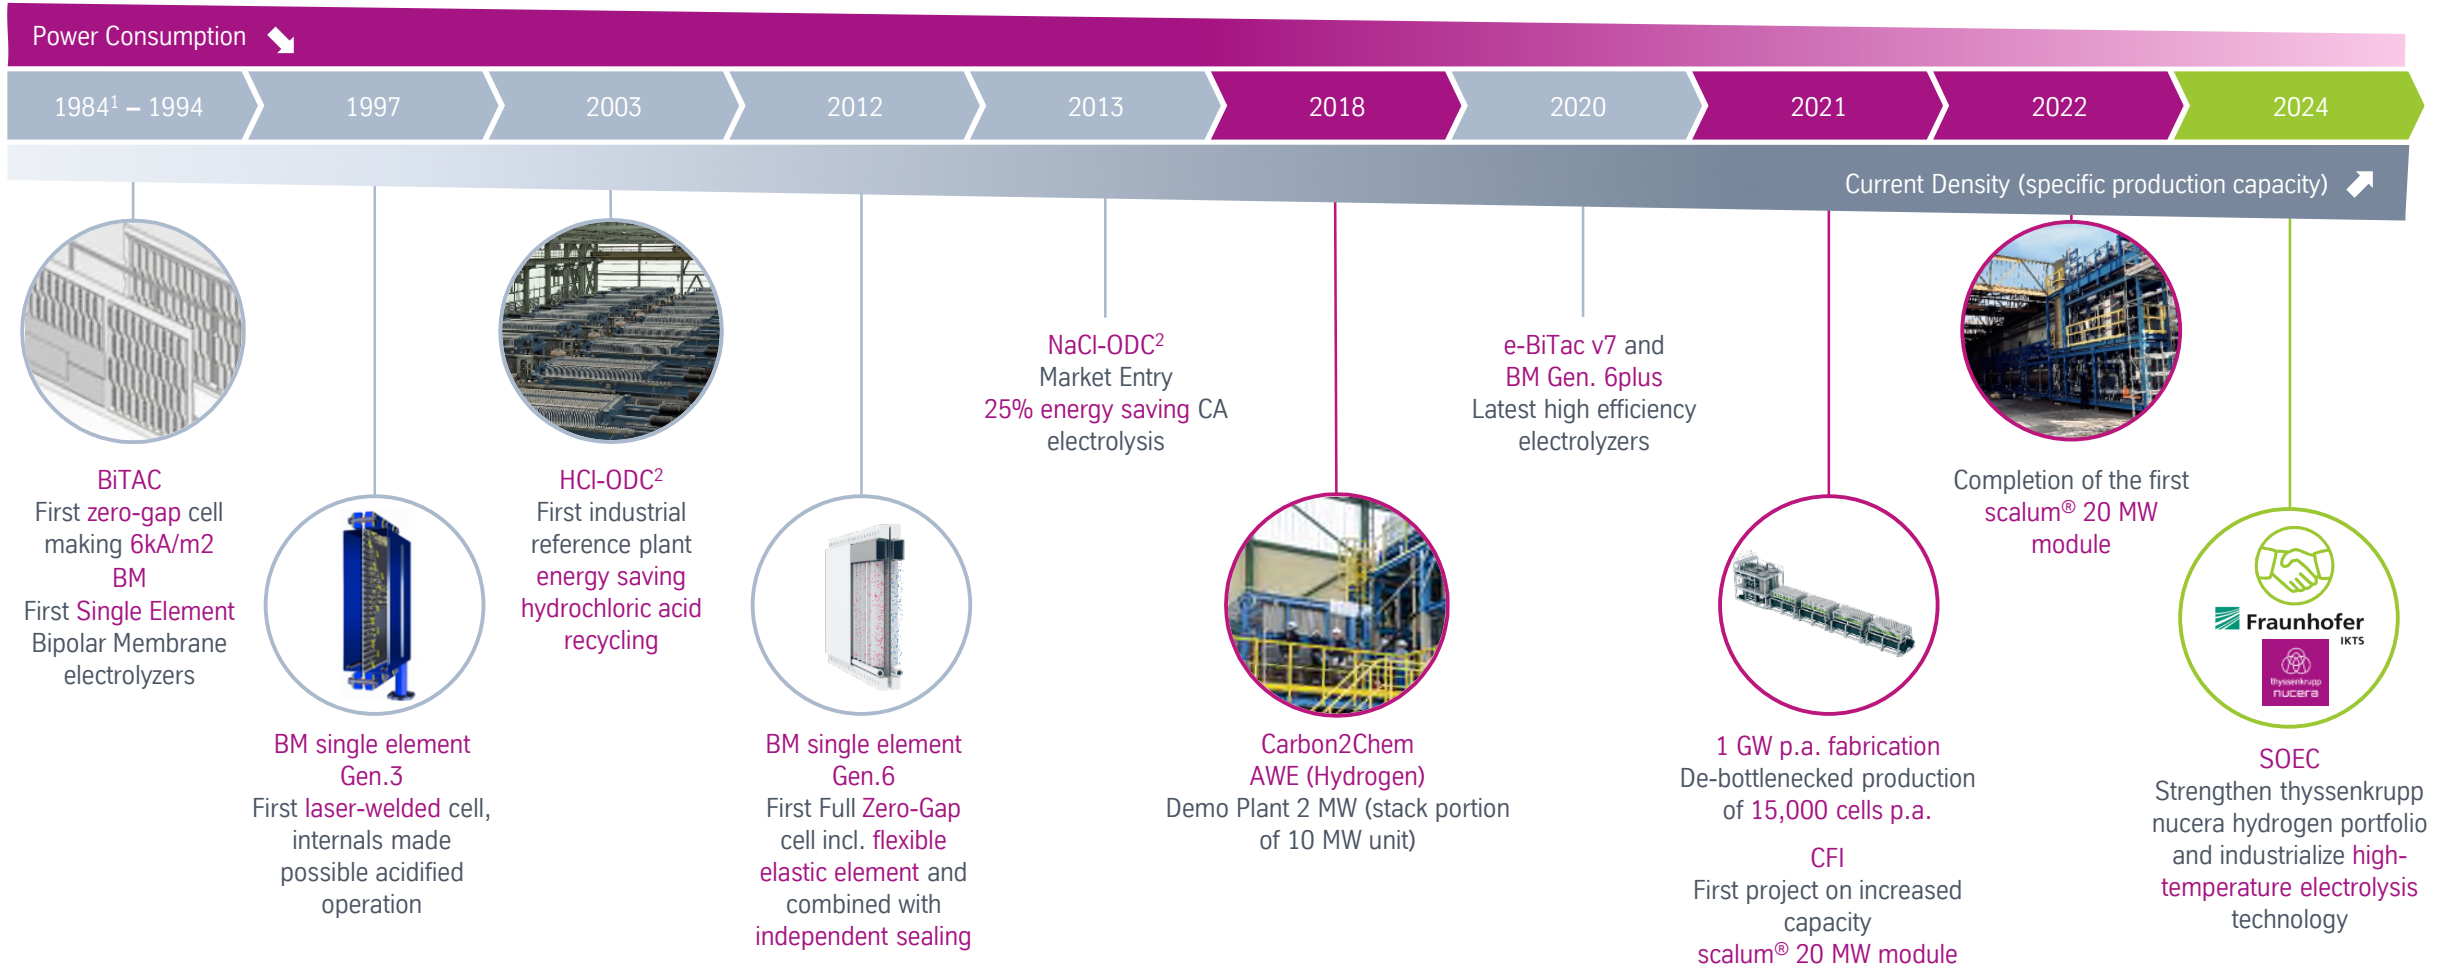 Power Consumption
1984¹ – 1994
1997
2003
2012
2013
2018
2020
2021
2022
2024
Current Density (specific production capacity)
BiTAC
First zero-gap cell
making 6kA/m2
BM
First Single Element
Bipolar Membrane
electrolyzers
BM single element
Gen.3
First laser-welded cell,
internals made
possible acidified
operation
HCl-ODC²
First industrial
reference plant
energy saving
hydrochloric acid
recycling
BM single element
Gen.6
First Full Zero-Gap
cell incl. flexible
elastic element and
combined with
independent sealing
NaCl-ODC²
Market Entry
25% energy saving CA
electrolysis
Carbon2Chem
AWE (Hydrogen)
Demo Plant 2 MW (stack portion
of 10 MW unit)
e-BiTac v7 and
BM Gen. 6plus
Latest high efficiency
electrolyzers
1 GW p.a. fabrication
De-bottlenecked production
of 15,000 cells p.a.
CFI
First project on increased
capacity
scalum® 20 MW module
Completion of the first
scalum® 20 MW
module
Fraunhofer
IKTS
thyssenkrupp
nucera
SOEC
Strengthen thyssenkrupp
nucera hydrogen portfolio
and industrialize high-
temperature electrolysis
technology